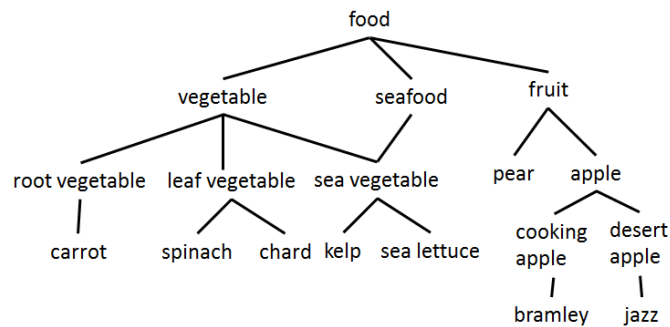 food
vegetable seafood fruit
root vegetable leaf vegetable sea vegetable pear apple
carrot spinach chard kelp sea lettuce
cooking apple
desert apple
bramley jazz